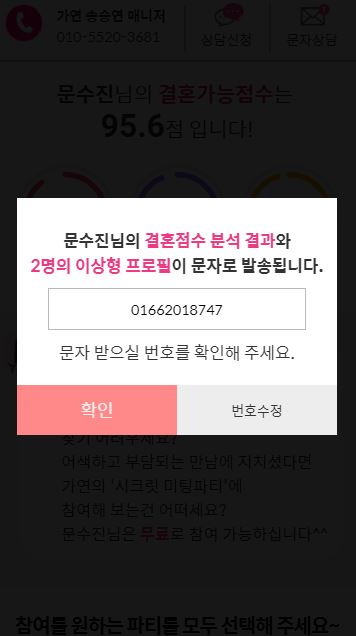 가연 송승연 매니저
010-5520-3681
상담신청
문자상담
문수진님의 결혼가능점수는
95.6점 입니다!
문수진님의 결혼점수 분석 결과와
2명의 이상형 프로필이 문자로 발송됩니다.
01662018747
문자 받으실 번호를 확인해 주세요.
확인
번호수정
찾기 어려우세요?
어색하고 부담되는 만남에 지치셨다면
가연의 '시크릿 미팅파티'에
참여해 보는건 어떠세요?
문수진님은 무료로 참여 가능하십니다^^
참여를 원하는 파티를 모두 선택해 주세요~